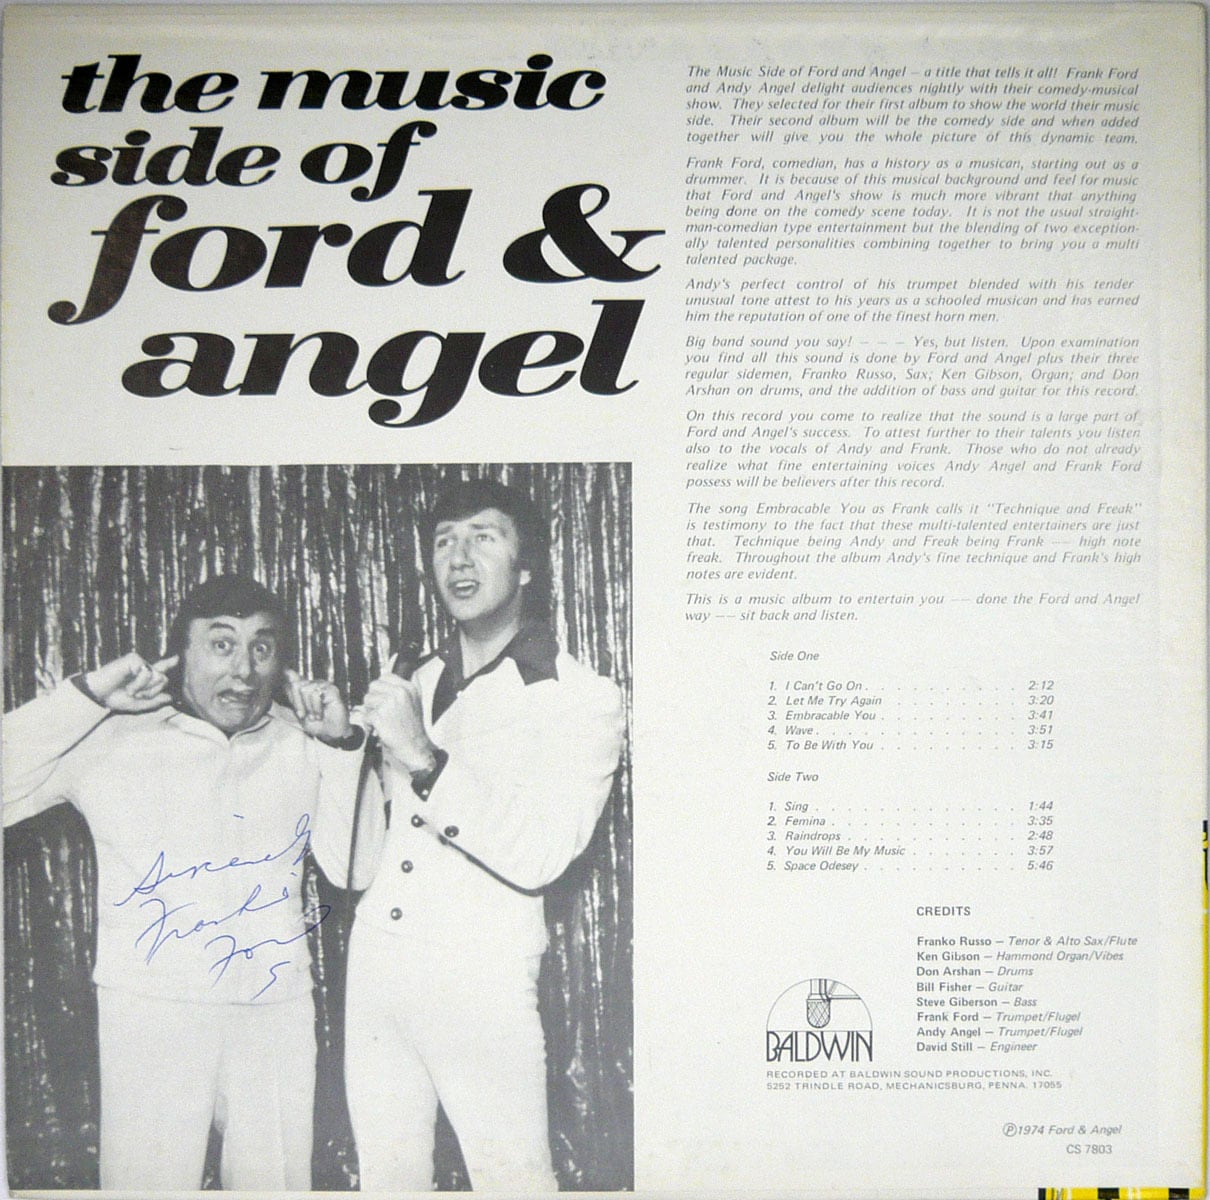 the music
side of
ford &
angel
The Music Side of Ford and Angel – a title that tells it all! Frank Ford
and Andy Angel delight audiences nightly with their comedy-musical
show. They selected for their first album to show the world their music
side. Their second album will be the comedy side and when added
together will give you the whole picture of this dynamic team.
Frank Ford, comedian, has a history as a musican, starting out as a
drummer. It is because of this musical background and feel for music
that Ford and Angel's show is much more vibrant that anything
being done on the comedy scene today. It is not the usual straight-
man-comedian type entertainment but the blending of two exception-
ally talented personalities combining together to bring you a multi
talented package.
Andy's perfect control of his trumpet blended with his tender
unusual tone attest to his years as a schooled musican and has earned
him the reputation of one of the finest horn men.
Big band sound you say! – – – Yes, but listen. Upon examination
you find all this sound is done by Ford and Angel plus their three
regular sidemen, Franko Russo, Sax; Ken Gibson, Organ; and Don
Arshan on drums, and the addition of bass and guitar for this record.
On this record you come to realize that the sound is a large part of
Ford and Angel's success. To attest further to their talents you listen
also to the vocals of Andy and Frank. Those who do not already
realize what fine entertaining voices Andy Angel and Frank Ford
possess will be believers after this record.
The song Embracable You as Frank calls it "Technique and Freak"
is testimony to the fact that these multi-talented entertainers are just
that. Technique being Andy and Freak being Frank –– high note
freak. Throughout the album Andy's fine technique and Frank's high
notes are evident.
This is a music album to entertain you –– done the Ford and Angel
way –– sit back and listen.
Side One
1. I Can't Go On . . . . . . . . . . 2:12
2. Let Me Try Again . . . . . . . . 3:20
3. Embracable You . . . . . . . . . 3:41
4. Wave . . . . . . . . . . . . . 3:51
5. To Be With You . . . . . . . . . 3:15
Side Two
1. Sing . . . . . . . . . . . . . 1:44
2. Femina . . . . . . . . . . . . 3:35
3. Raindrops . . . . . . . . . . . 2:48
4. You Will Be My Music . . . . . . . 3:57
5. Space Odesey . . . . . . . . . . 5:46
Sincerely
Frankie
Ford
CREDITS
Franko Russo – Tenor & Alto Sax/Flute
Ken Gibson – Hammond Organ/Vibes
Don Arshan – Drums
Bill Fisher – Guitar
Steve Giberson – Bass
Frank Ford – Trumpet/Flugel
Andy Angel – Trumpet/Flugel
David Still – Engineer
BALDWIN
RECORDED AT BALDWIN SOUND PRODUCTIONS, INC.
5252 TRINDLE ROAD, MECHANICSBURG, PENNA. 17055
℗1974 Ford & Angel
CS 7803